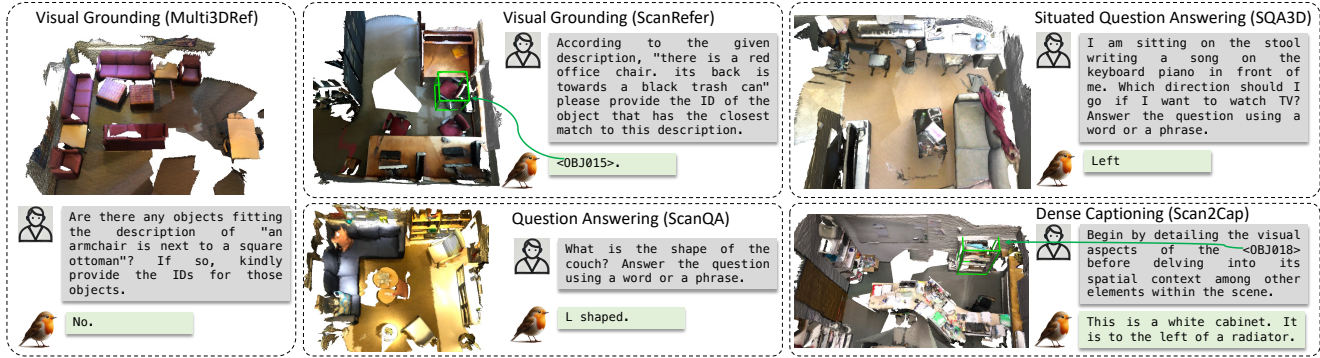 Visual Grounding (Multi3DRef)
Are there any objects fitting
the description of "an
armchair is next to a square
ottoman"? If so, kindly
provide the IDs for those
objects.
No.
Visual Grounding (ScanRefer)
According to the given
description, "there is a red
office chair. its back is
towards a black trash can"
please provide the ID of the
object that has the closest
match to this description.
<OBJ015>.
Question Answering (ScanQA)
What is the shape of the
couch? Answer the question
using a word or a phrase.
L shaped.
Situated Question Answering (SQA3D)
I am sitting on the stool
writing a song on the
keyboard piano in front of
me. Which direction should I
go if I want to watch TV?
Answer the question using a
word or a phrase.
Left
Dense Captioning (Scan2Cap)
Begin by detailing the visual
aspects of the <OBJ018>
before delving into its
spatial context among other
elements within the scene.
This is a white cabinet. It
is to the left of a radiator.